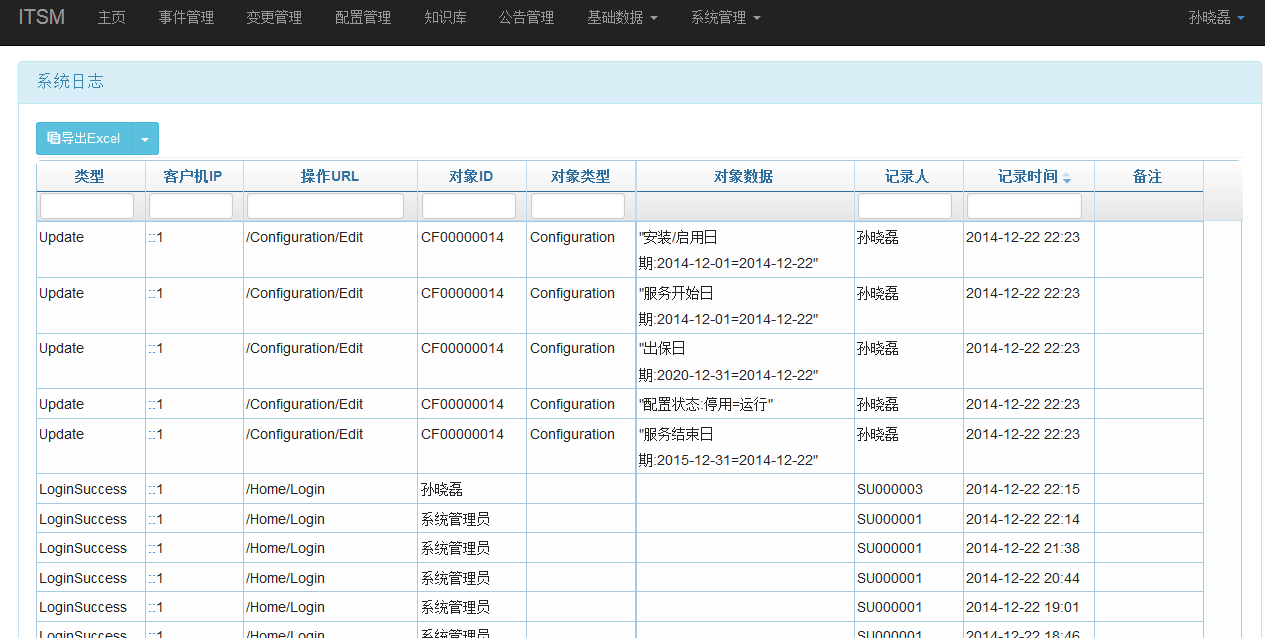 ITSM 主页 事件管理 变更管理 配置管理 知识库 公告管理 基础数据 系统管理 孙晓磊
系统日志
导出Excel
类型 客户机IP 操作URL 对象ID 对象类型 对象数据 记录人 记录时间 备注
Update ::1 /Configuration/Edit CF00000014 Configuration "安装/启用日 孙晓磊 2014-12-22 22:23
期:2014-12-01=2014-12-22"
Update ::1 /Configuration/Edit CF00000014 Configuration "服务开始日 孙晓磊 2014-12-22 22:23
期:2014-12-01=2014-12-22"
Update ::1 /Configuration/Edit CF00000014 Configuration "出保日 孙晓磊 2014-12-22 22:23
期:2020-12-31=2014-12-22"
Update ::1 /Configuration/Edit CF00000014 Configuration "配置状态:停用=运行" 孙晓磊 2014-12-22 22:23
Update ::1 /Configuration/Edit CF00000014 Configuration "服务结束日 孙晓磊 2014-12-22 22:23
期:2015-12-31=2014-12-22"
LoginSuccess ::1 /Home/Login 孙晓磊 SU000003 2014-12-22 22:15
LoginSuccess ::1 /Home/Login 系统管理员 SU000001 2014-12-22 22:14
LoginSuccess ::1 /Home/Login 系统管理员 SU000001 2014-12-22 21:38
LoginSuccess ::1 /Home/Login 系统管理员 SU000001 2014-12-22 20:44
LoginSuccess ::1 /Home/Login 系统管理员 SU000001 2014-12-22 19:01
LoginSuccess ::1 /Home/Login 系统管理员 SU000001 2014-12-22 18:46